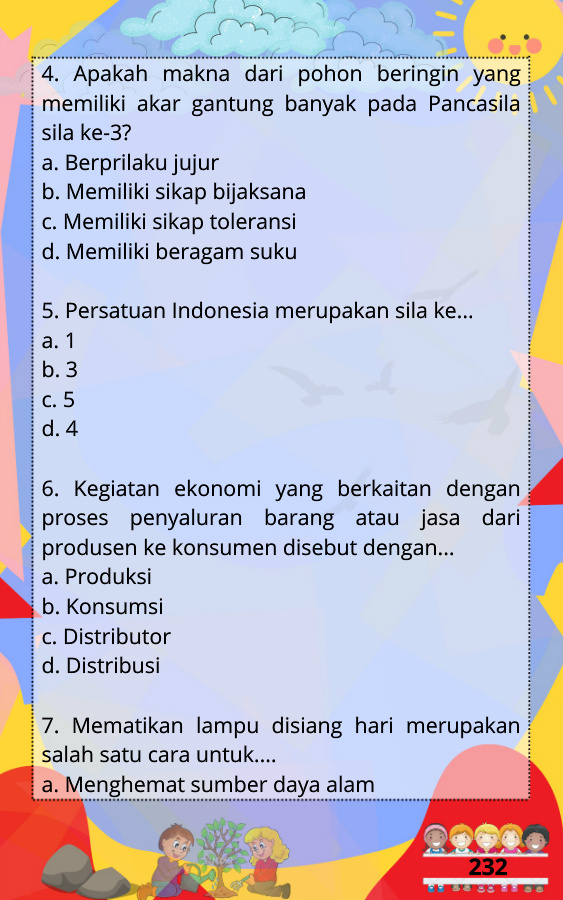 4. Apakah makna dari pohon beringin yang
memiliki akar gantung banyak pada Pancasila
sila ke-3?
a. Berprilaku jujur
b. Memiliki sikap bijaksana
c. Memiliki sikap toleransi
d. Memiliki beragam suku
5. Persatuan Indonesia merupakan sila ke...
a. 1
b. 3
c. 5
d. 4
6. Kegiatan ekonomi yang berkaitan dengan
proses penyaluran barang atau jasa dari
produsen ke konsumen disebut dengan...
a. Produksi
b. Konsumsi
c. Distributor
d. Distribusi
7. Mematikan lampu disiang hari merupakan
salah satu cara untuk....
a. Menghemat sumber daya alam
232